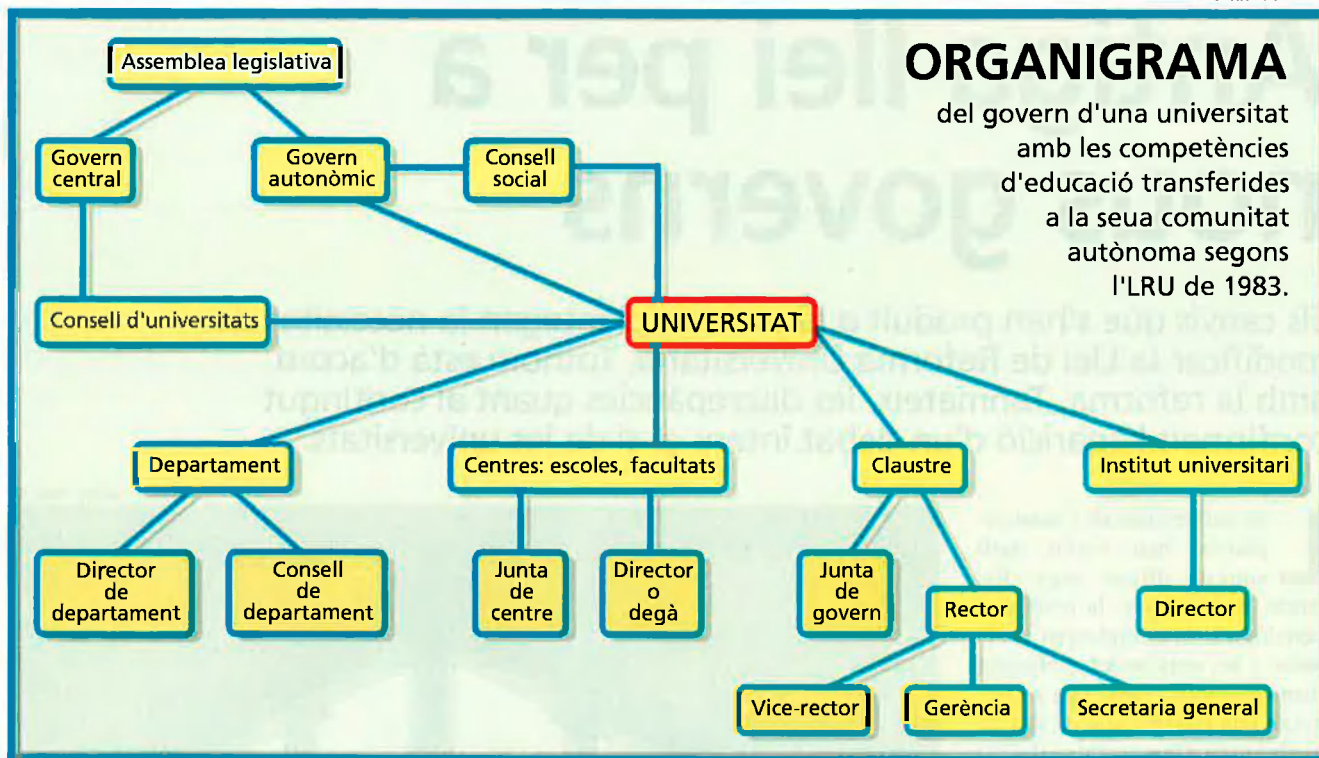 ORGANIGRAMA
del govern d'una universitat
amb les competències
d'educació transferides
a la seua comunitat
autònoma segons
l'LRU de 1983.
Assemblea legislativa
Govern
central
Govern
autonòmic
Consell
social
Consell d'universitats
UNIVERSITAT
Departament
Centres: escoles, facultats
Claustre
Institut universitari
Director
de
departament
Consell
de
departament
Junta
de
centre
Director
o
degà
Junta
de
govern
Rector
Director
Vice-rector
Gerència
Secretaria general